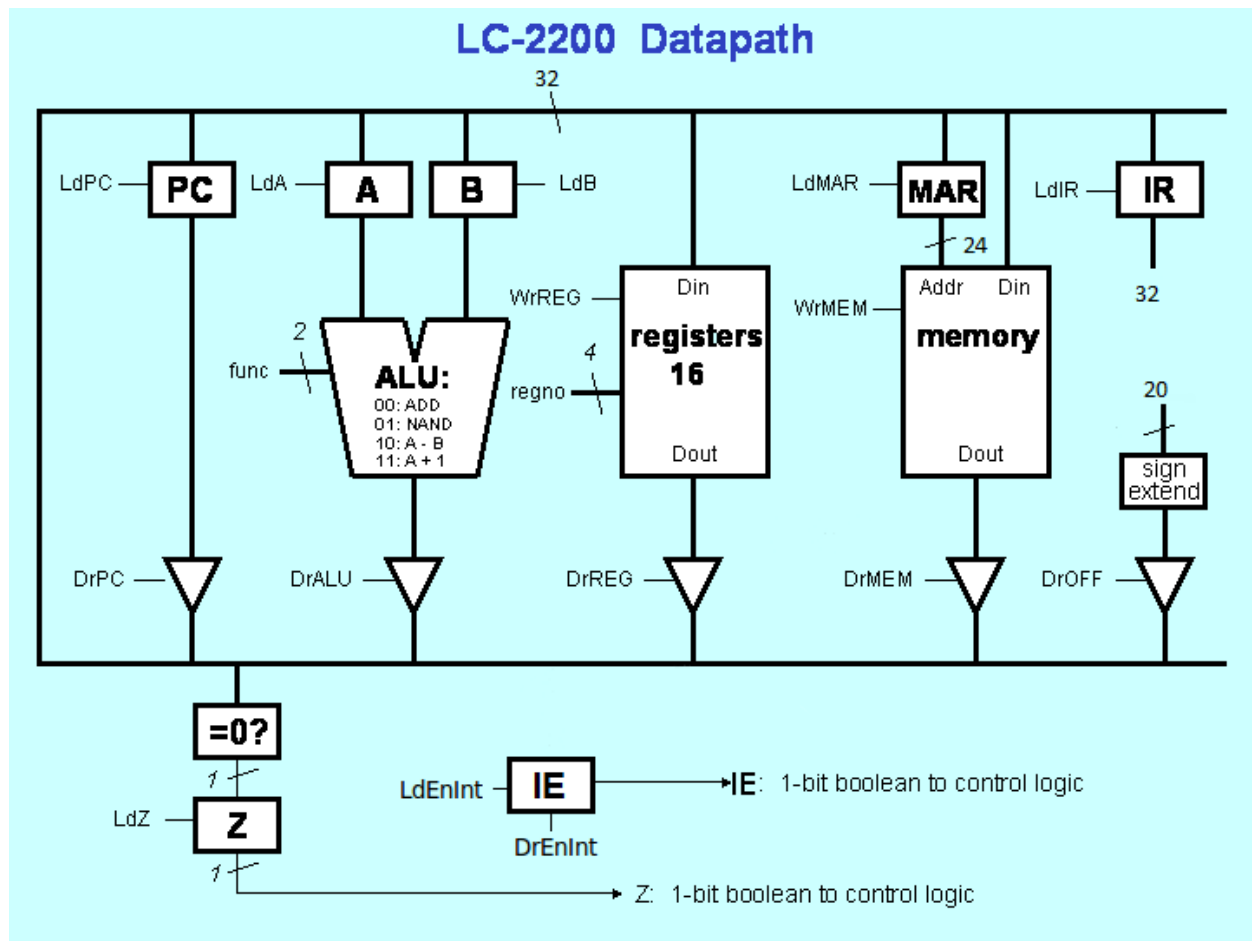 LC-2200 Datapath
32
LdPC
PC
LdA
A
B
LdB
LdMAR
MAR
LdIR
IR
24
32
WrREG
Din
registers
16
Dout
4
regno
WrMEM
Addr Din
memory
Dout
2
func
ALU:
00: ADD
01: NAND
10: A - B
11: A + 1
20
sign
extend
DrPC
DrALU
DrREG
DrMEM
DrOFF
=0?
1
LdZ
Z
1
LdEnInt
IE
DrEnInt
IE: 1-bit boolean to control logic
Z: 1-bit boolean to control logic